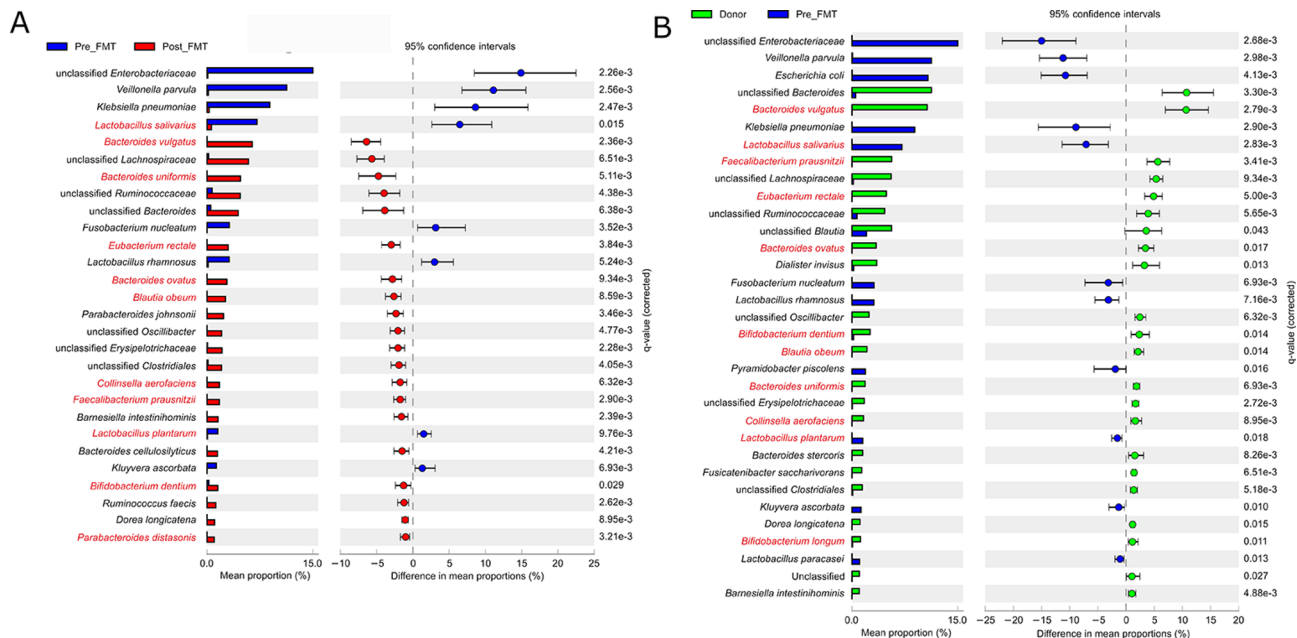 A
Pre_FMT Post_FMT
95% confidence intervals
unclassified Enterobacteriaceae 2.26e-3
Veillonella parvula 2.56e-3
Klebsiella pneumoniae 2.47e-3
Lactobacillus salivarius 0.015
Bacteroides vulgatus 2.36e-3
unclassified Lachnospiraceae 6.51e-3
Bacteroides uniformis 5.11e-3
unclassified Ruminococcaceae 4.38e-3
unclassified Bacteroides 6.38e-3
Fusobacterium nucleatum 3.52e-3
Eubacterium rectale 3.84e-3
Lactobacillus rhamnosus 5.24e-3
Bacteroides ovatus 9.34e-3
Blautia obeum 8.59e-3
Parabacteroides johnsonii 3.46e-3
unclassified Oscillibacter 4.77e-3
unclassified Erysipelotrichaceae 2.28e-3
unclassified Clostridiales 4.05e-3
Collinsella aerofaciens 6.32e-3
Faecalibacterium prausnitzii 2.90e-3
Barnesiella intestinihominis 2.39e-3
Lactobacillus plantarum 9.76e-3
Bacteroides cellulosilyticus 4.21e-3
Kluyvera ascorbata 6.93e-3
Bifidobacterium dentium 0.029
Ruminococcus faecis 2.62e-3
Dorea longicatena 8.95e-3
Parabacteroides distasonis 3.21e-3
q-value (corrected)
0.0 15.0 −10 −5 0 5 10 15 20 25
Mean proportion (%) Difference in mean proportions (%)
B
Donor Pre_FMT
95% confidence intervals
unclassified Enterobacteriaceae 2.68e-3
Veillonella parvula 2.98e-3
Escherichia coli 4.13e-3
unclassified Bacteroides 3.30e-3
Bacteroides vulgatus 2.79e-3
Klebsiella pneumoniae 2.90e-3
Lactobacillus salivarius 2.83e-3
Faecalibacterium prausnitzii 3.41e-3
unclassified Lachnospiraceae 9.34e-3
Eubacterium rectale 5.00e-3
unclassified Ruminococcaceae 5.65e-3
unclassified Blautia 0.043
Bacteroides ovatus 0.017
Dialister invisus 0.013
Fusobacterium nucleatum 6.93e-3
Lactobacillus rhamnosus 7.16e-3
unclassified Oscillibacter 6.32e-3
Bifidobacterium dentium 0.014
Blautia obeum 0.014
Pyramidobacter piscolens 0.016
Bacteroides uniformis 6.93e-3
unclassified Erysipelotrichaceae 2.72e-3
Collinsella aerofaciens 8.95e-3
Lactobacillus plantarum 0.018
Bacteroides stercoris 8.26e-3
Fusicatenibacter saccharivorans 6.51e-3
unclassified Clostridiales 5.18e-3
Kluyvera ascorbata 0.010
Dorea longicatena 0.015
Bifidobacterium longum 0.011
Lactobacillus paracasei 0.013
Unclassified 0.027
Barnesiella intestinihominis 4.88e-3
q-value (corrected)
0.0 15.0 −25 −20 −15 −10 −5 0 5 10 15 20
Mean proportion (%) Difference in mean proportions (%)